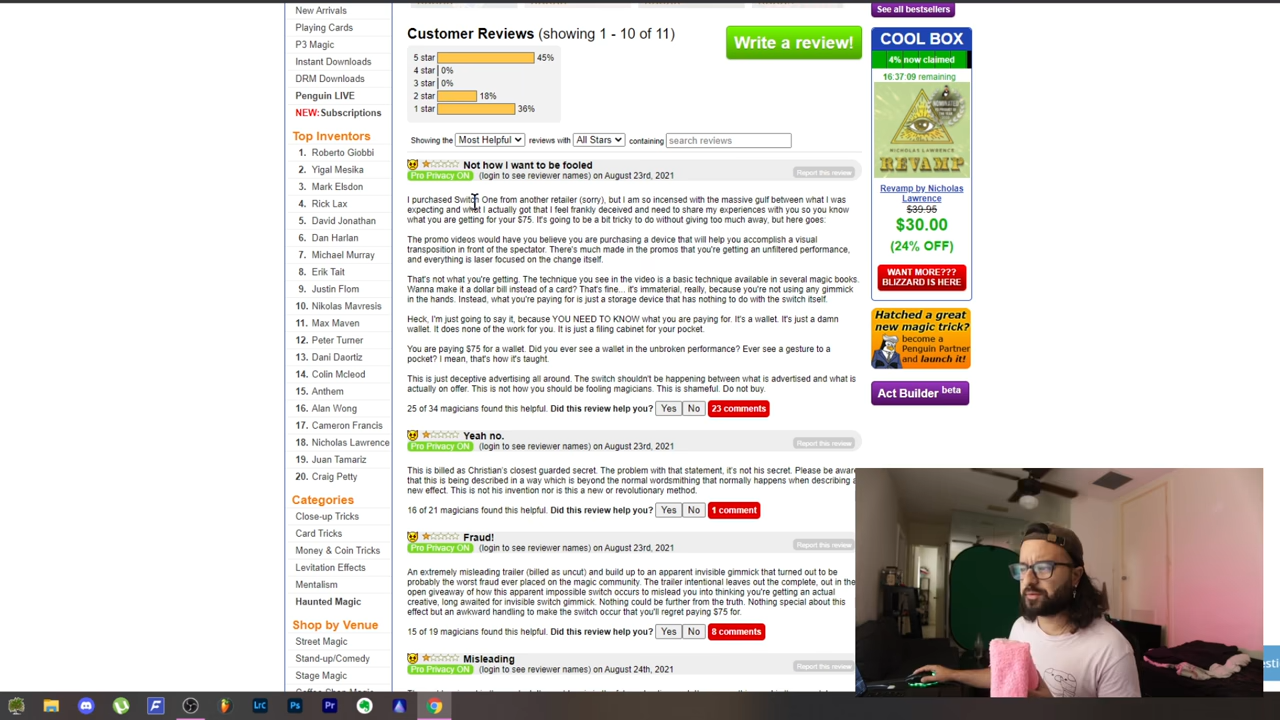 New Arrivals
Playing Cards
P3 Magic
Instant Downloads
DRM Downloads
Penguin LIVE
NEW: Subscriptions
Top Inventors
1. Roberto Giobbi
2. Yigal Mesika
3. Mark Elsdon
4. Rick Lax
5. David Jonathan
6. Dan Harlan
7. Michael Murray
8. Erik Tait
9. Justin Flom
10. Nikolas Mavresis
11. Max Maven
12. Peter Turner
13. Dani Daortiz
14. Colin Mcleod
15. Anthem
16. Alan Wong
17. Cameron Francis
18. Nicholas Lawrence
19. Juan Tamariz
20. Craig Petty
Categories
Close-up Tricks
Card Tricks
Money & Coin Tricks
Levitation Effects
Mentalism
Haunted Magic
Shop by Venue
Street Magic
Stand-up/Comedy
Stage Magic
Customer Reviews (showing 1 - 10 of 11)
Write a review!
5 star 45%
4 star 0%
3 star 0%
2 star 18%
1 star 36%
Showing the Most Helpful reviews with All Stars containing search reviews
Not how I want to be fooled
Pro Privacy ON (login to see reviewer names) on August 23rd, 2021
Report this review
I purchased Switch One from another retailer (sorry), but I am so incensed with the massive gulf between what I was
expecting and what I actually got that I feel frankly deceived and need to share my experiences with you so you know
what you are getting for your $75. It's going to be a bit tricky to do without giving too much away, but here goes:
The promo videos would have you believe you are purchasing a device that will help you accomplish a visual
transposition in front of the spectator. There's much made in the promos that you're getting an unfiltered performance,
and everything is laser focused on the change itself.
That's not what you're getting. The technique you see in the video is a basic technique available in several magic books.
Wanna make it a dollar bill instead of a card? That's fine... it's immaterial, really, because you're not using any gimmick
in the hands. Instead, what you're paying for is just a storage device that has nothing to do with the switch itself.
Heck, I'm just going to say it, because YOU NEED TO KNOW what you are paying for. It's a wallet. It's just a damn
wallet. It does none of the work for you. It is just a filing cabinet for your pocket.
You are paying $75 for a wallet. Did you ever see a wallet in the unbroken performance? Ever see a gesture to a
pocket? I mean, that's how it's taught.
This is just deceptive advertising all around. The switch shouldn't be happening between what is advertised and what is
actually on offer. This is not how you should be fooling magicians. This is shameful. Do not buy.
25 of 34 magicians found this helpful. Did this review help you? Yes No 23 comments
Yeah no.
Pro Privacy ON (login to see reviewer names) on August 23rd, 2021
Report this review
This is billed as Christian's closest guarded secret. The problem with that statement, it's not his secret. Please be aware
that this is being described in a way which is beyond the normal wordsmithing that normally happens when describing a
new effect. This is not his invention nor is this a new or revolutionary method.
16 of 21 magicians found this helpful. Did this review help you? Yes No 1 comment
Fraud!
Pro Privacy ON (login to see reviewer names) on August 23rd, 2021
Report this review
An extremely misleading trailer (billed as uncut) and build up to an apparent invisible gimmick that turned out to be
probably the worst fraud ever placed on the magic community. The trailer intentional leaves out the complete, out in the
open giveaway of how this apparent impossible switch occurs to mislead you into thinking you're getting an actual
creative, long awaited for invisible switch gimmick. Nothing could be further from the truth. Nothing special about this
effect but an awkward handling to make the switch occur that you'll regret paying $75 for.
15 of 19 magicians found this helpful. Did this review help you? Yes No 8 comments
Misleading
Pro Privacy ON (login to see reviewer names) on August 24th, 2021
Report this review
See all bestsellers
COOL BOX
4% now claimed
16:37:09 remaining
NICHOLAS LAWRENCE
REVAMP
Revamp by Nicholas
Lawrence
$39.95
$30.00
(24% OFF)
WANT MORE???
BLIZZARD IS HERE
Hatched a great
new magic trick?
become a
Penguin Partner
and launch it!
Act Builder beta
Lrc
Ps
Pr